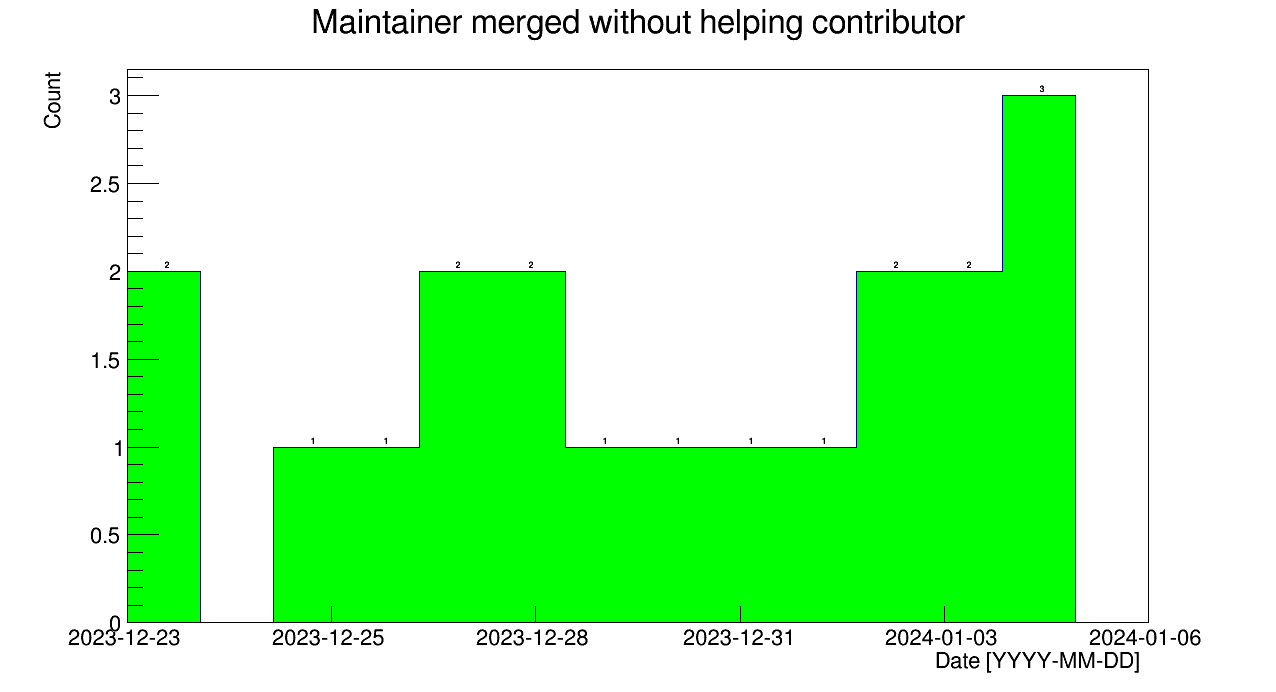 Maintainer merged without helping contributor
Count
3
2.5
2
1.5
1
0.5
0
3
2 2 2 2 2
1 1 1 1 1 1
2023-12-23 2023-12-25 2023-12-28 2023-12-31 2024-01-03 2024-01-06
Date [YYYY-MM-DD]